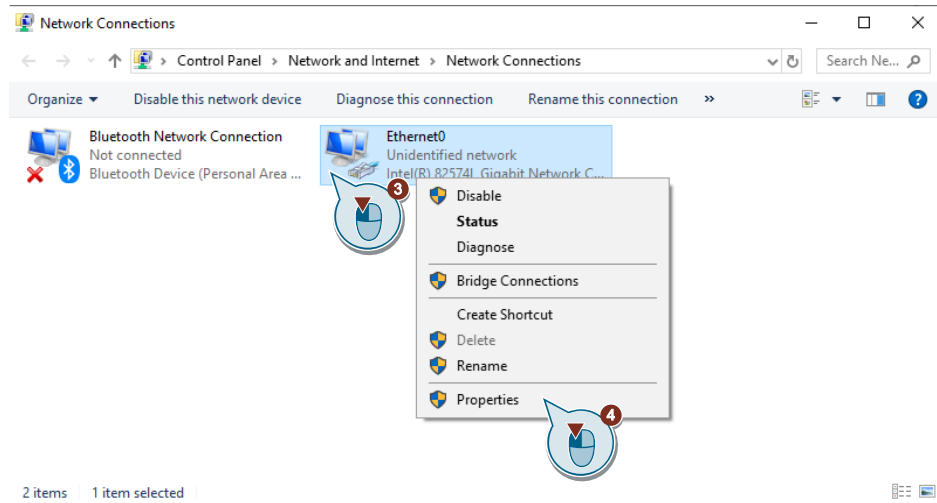 Network Connections
Control Panel > Network and Internet > Network Connections
Search Ne...
Organize Disable this network device Diagnose this connection Rename this connection »
Bluetooth Network Connection
Not connected
Bluetooth Device (Personal Area ...
Ethernet0
Unidentified network
Intel(R) 82574L Gigabit Network C...
3
Disable
Status
Diagnose
Bridge Connections
Create Shortcut
Delete
Rename
Properties
4
2 items 1 item selected